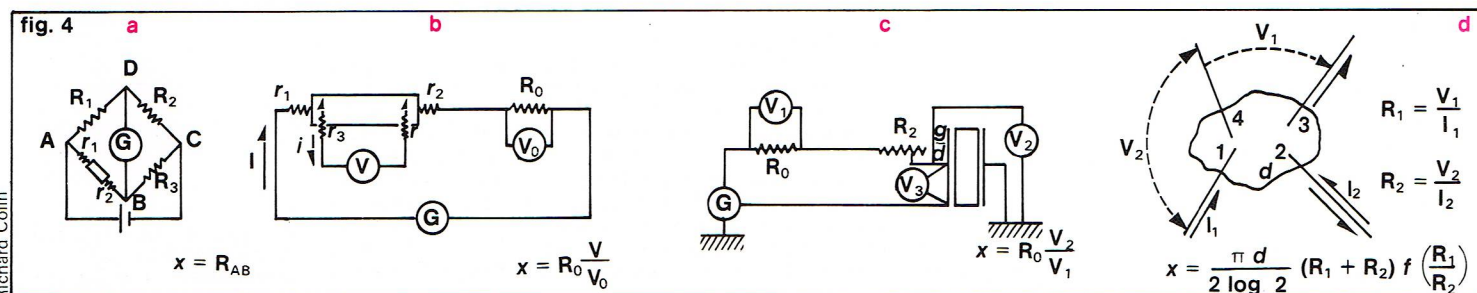 fig. 4
a
D
R₁
R₂
A
G
C
r₁
r₂
B
R₃
x = R_AB
b
r₁
r₂
R₀
r₃
r
i
I
V
V₀
G
x = R₀ V/V₀
c
V₁
R₀
R₂
g
d
V₂
V₃
G
x = R₀ V₂/V₁
d
V₁
V₂
4
3
1
2
d
I₁
I₂
R₁ = V₁/I₁
R₂ = V₂/I₂
x = π d/2 log. 2 (R₁ + R₂) f (R₁/R₂)